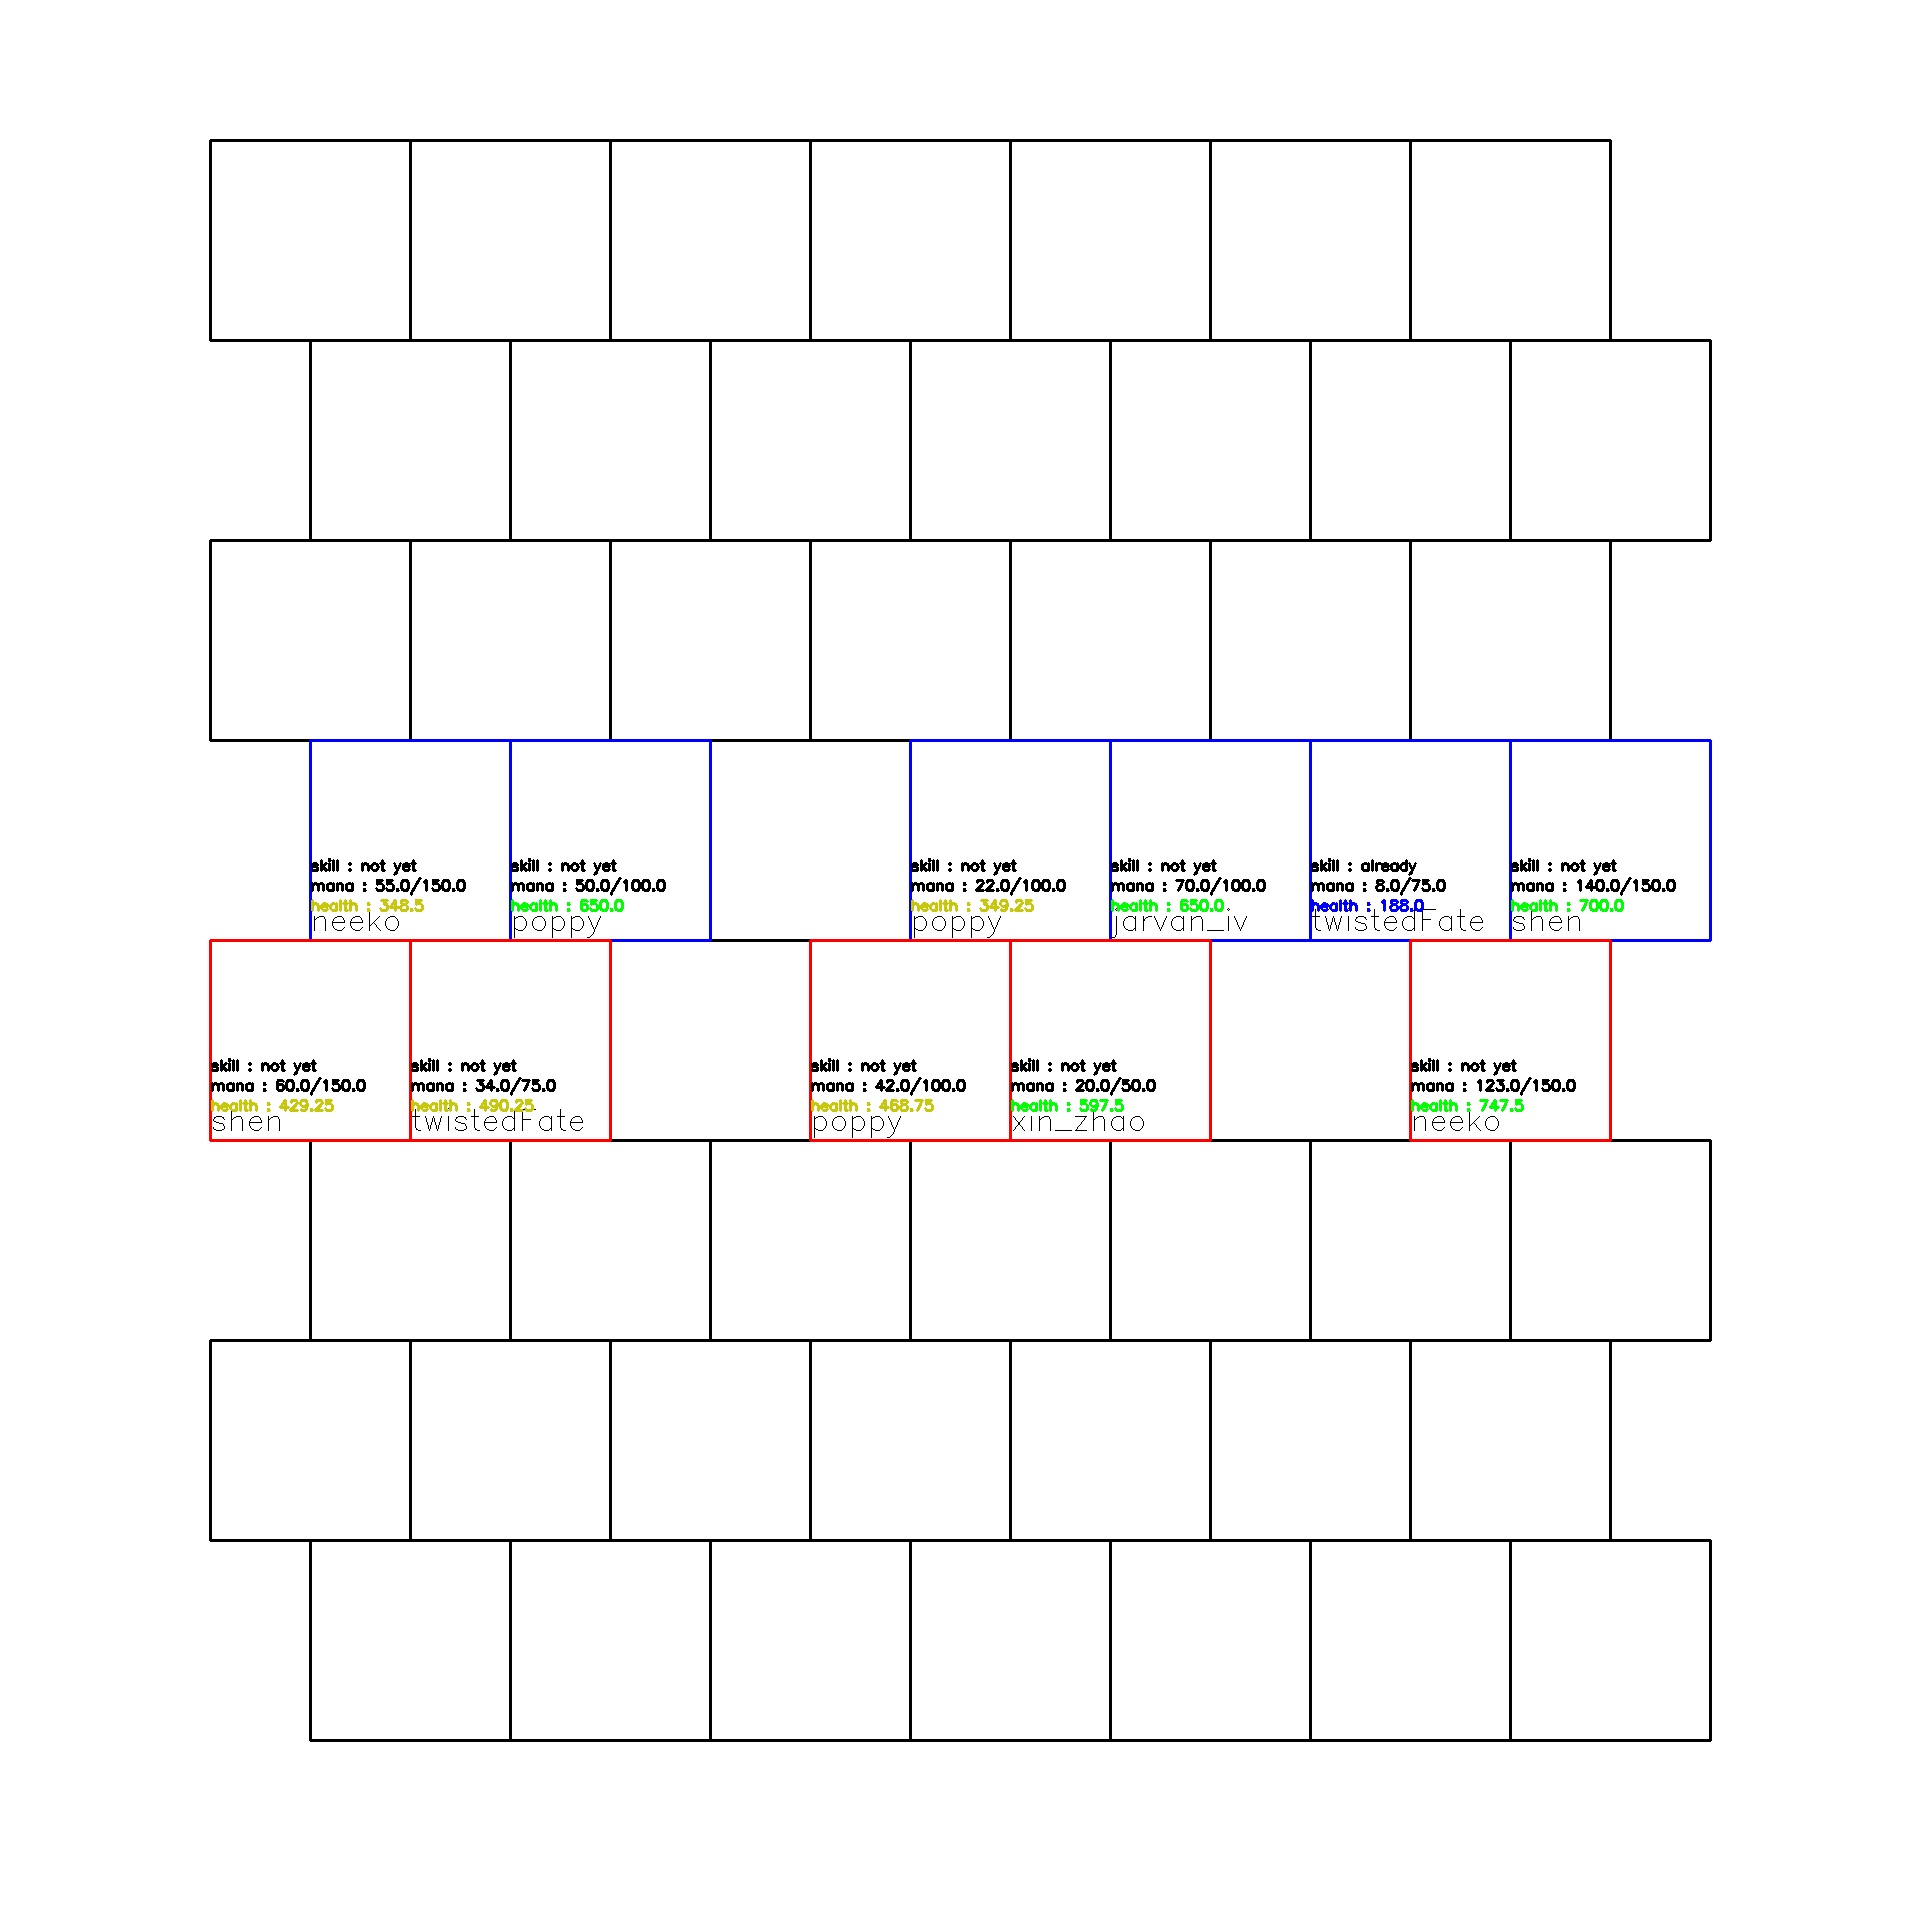 skill : not yet
mana : 55.0/150.0
health : 348.5
neeko
skill : not yet
mana : 50.0/100.0
health : 650.0
poppy
skill : not yet
mana : 22.0/100.0
health : 349.25
poppy
skill : not yet
mana : 70.0/100.0
health : 650.0
jarvan_iv
skill : already
mana : 8.0/75.0
health : 188.0
twistedFate
skill : not yet
mana : 140.0/150.0
health : 700.0
shen
skill : not yet
mana : 60.0/150.0
health : 429.25
shen
skill : not yet
mana : 34.0/75.0
health : 490.25
twistedFate
skill : not yet
mana : 42.0/100.0
health : 468.75
poppy
skill : not yet
mana : 20.0/50.0
health : 597.5
xin_zhao
skill : not yet
mana : 123.0/150.0
health : 747.5
neeko